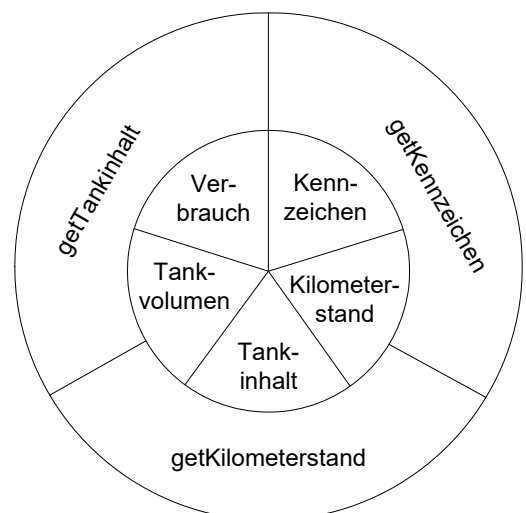 getTankinhalt
getKennzeichen
Ver-
brauch
Kenn-
zeichen
Tank-
volumen
Kilometer-
stand
Tank-
inhalt
getKilometerstand